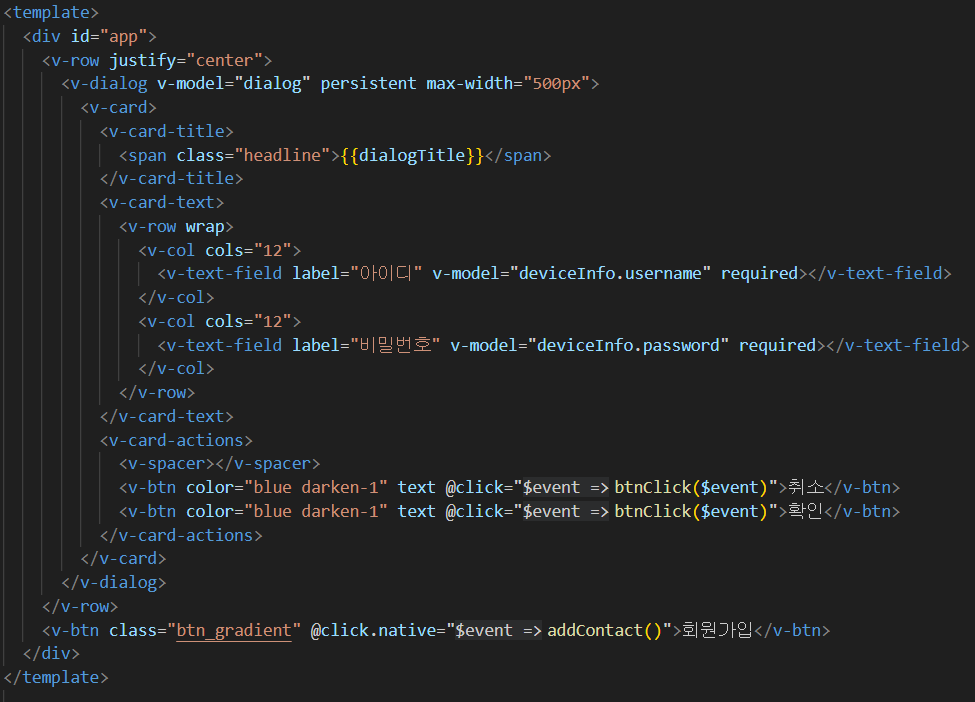 <template>
<div id="app">
<v-row justify="center">
<v-dialog v-model="dialog" persistent max-width="500px">
<v-card>
<v-card-title>
<span class="headline">{{dialogTitle}}</span>
</v-card-title>
<v-card-text>
<v-row wrap>
<v-col cols="12">
<v-text-field label="아이디" v-model="deviceInfo.username" required></v-text-field>
</v-col>
<v-col cols="12">
<v-text-field label="비밀번호" v-model="deviceInfo.password" required></v-text-field>
</v-col>
</v-row>
</v-card-text>
<v-card-actions>
<v-spacer></v-spacer>
<v-btn color="blue darken-1" text @click="$event => btnClick($event)">취소</v-btn>
<v-btn color="blue darken-1" text @click="$event => btnClick($event)">확인</v-btn>
</v-card-actions>
</v-card>
</v-dialog>
</v-row>
<v-btn class="btn_gradient" @click.native="$event => addContact()">회원가입</v-btn>
</div>
</template>